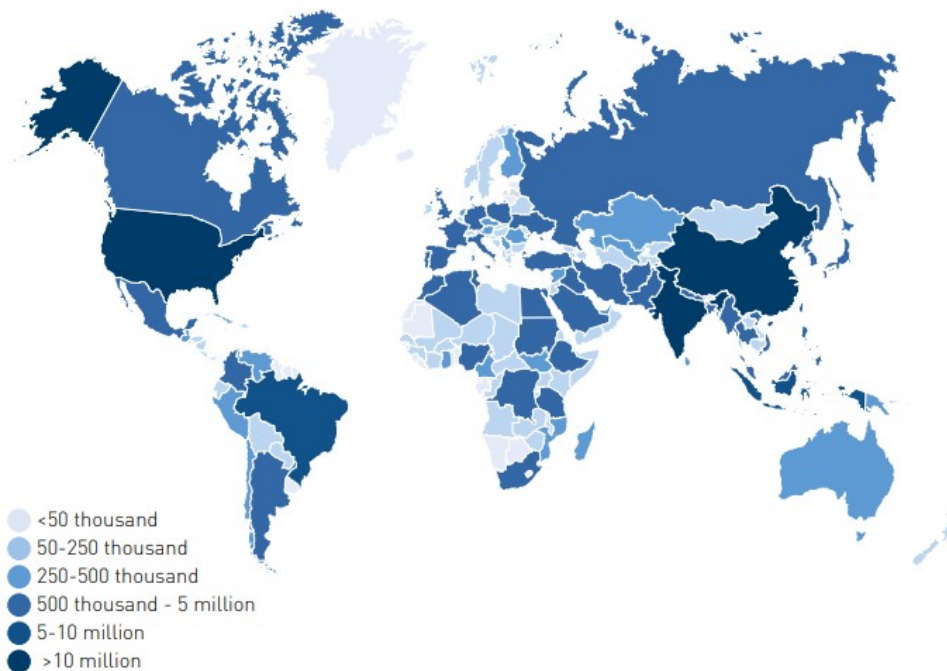 <50 thousand
50-250 thousand
250-500 thousand
500 thousand - 5 million
5-10 million
>10 million